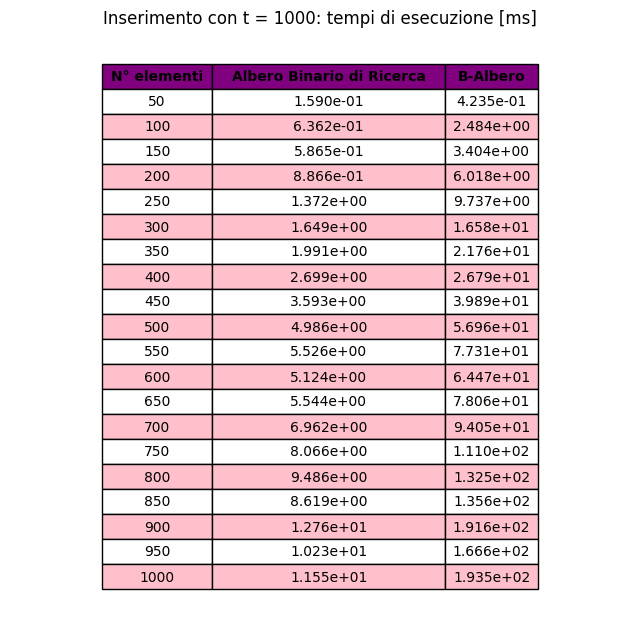 Inserimento con t = 1000: tempi di esecuzione [ms]
N° elementi Albero Binario di Ricerca B-Albero
50 1.590e-01 4.235e-01
100 6.362e-01 2.484e+00
150 5.865e-01 3.404e+00
200 8.866e-01 6.018e+00
250 1.372e+00 9.737e+00
300 1.649e+00 1.658e+01
350 1.991e+00 2.176e+01
400 2.699e+00 2.679e+01
450 3.593e+00 3.989e+01
500 4.986e+00 5.696e+01
550 5.526e+00 7.731e+01
600 5.124e+00 6.447e+01
650 5.544e+00 7.806e+01
700 6.962e+00 9.405e+01
750 8.066e+00 1.110e+02
800 9.486e+00 1.325e+02
850 8.619e+00 1.356e+02
900 1.276e+01 1.916e+02
950 1.023e+01 1.666e+02
1000 1.155e+01 1.935e+02